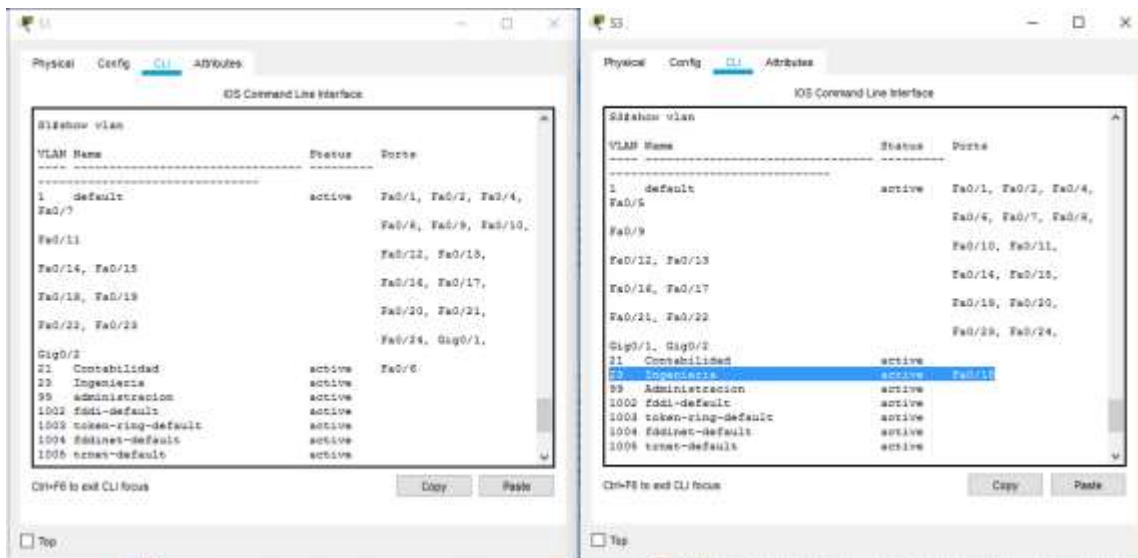 S1
Physical Config CLI Attributes
IOS Command Line Interface
S1#show vlan
VLAN Name Status Ports
---- -------------------------------- --------- -------------------------------
1 default active Fa0/1, Fa0/2, Fa0/4,
Fa0/7
Fa0/8, Fa0/9, Fa0/10,
Fa0/11
Fa0/12, Fa0/13,
Fa0/14, Fa0/15
Fa0/16, Fa0/17,
Fa0/18, Fa0/19
Fa0/20, Fa0/21,
Fa0/22, Fa0/23
Fa0/24, Gig0/1,
Gig0/2
21 Contabilidad active Fa0/6
23 Ingenieria active
99 administracion active
1002 fddi-default active
1003 token-ring-default active
1004 fddinet-default active
1005 trnet-default active
Ctrl+F6 to exit CLI focus
Copy Paste
Top
S3
Physical Config CLI Attributes
IOS Command Line Interface
S3#show vlan
VLAN Name Status Ports
---- -------------------------------- --------- -------------------------------
1 default active Fa0/1, Fa0/2, Fa0/4,
Fa0/5
Fa0/6, Fa0/7, Fa0/8,
Fa0/9
Fa0/10, Fa0/11,
Fa0/12, Fa0/13
Fa0/14, Fa0/15,
Fa0/16, Fa0/17
Fa0/19, Fa0/20,
Fa0/21, Fa0/22
Fa0/23, Fa0/24,
Gig0/1, Gig0/2
21 Contabilidad active
23 Ingenieria active Fa0/18
99 Administracion active
1002 fddi-default active
1003 token-ring-default active
1004 fddinet-default active
1005 trnet-default active
Ctrl+F6 to exit CLI focus
Copy Paste
Top